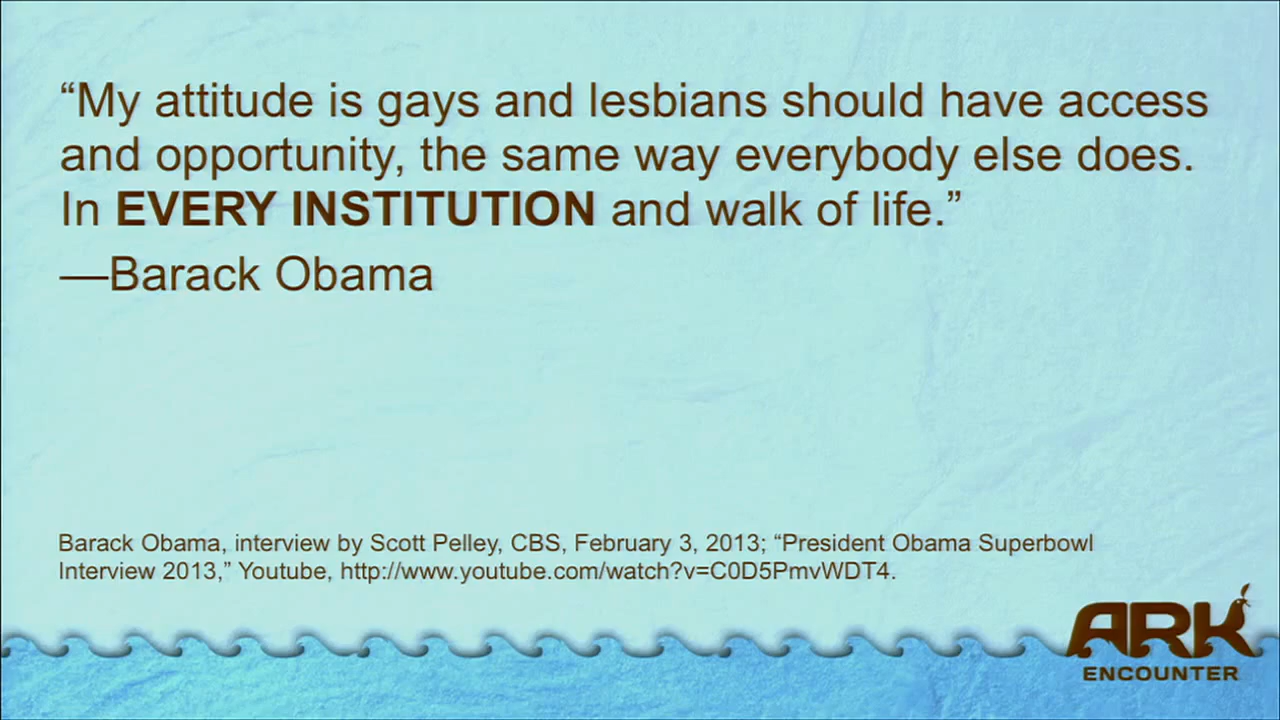 “My attitude is gays and lesbians should have access
and opportunity, the same way everybody else does.
In EVERY INSTITUTION and walk of life.”
—Barack Obama
Barack Obama, interview by Scott Pelley, CBS, February 3, 2013; “President Obama Superbowl
Interview 2013,” Youtube, http://www.youtube.com/watch?v=C0D5PmvWDT4.
ARK
ENCOUNTER